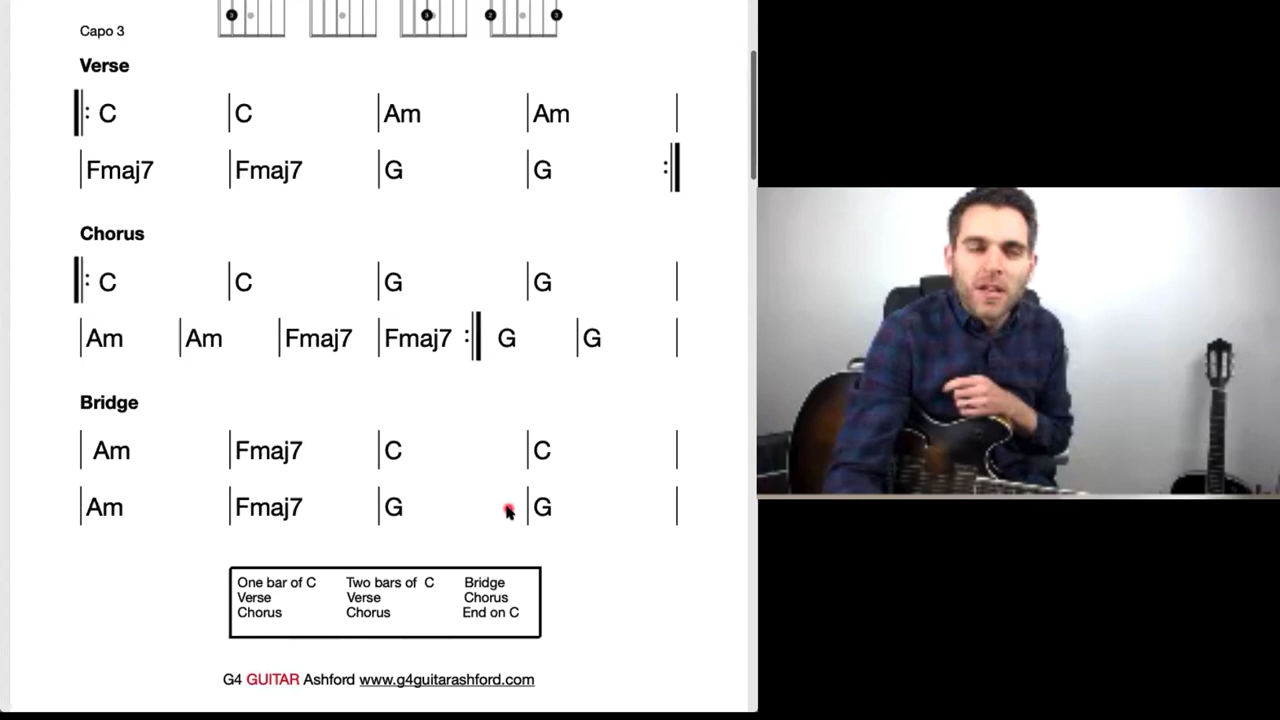 Capo 3
Verse
C C Am Am
Fmaj7 Fmaj7 G G
Chorus
C C G G
Am Am Fmaj7 Fmaj7 G G
Bridge
Am Fmaj7 C C
Am Fmaj7 G G
One bar of C Two bars of C Bridge
Verse Verse Chorus
Chorus Chorus End on C
G4 GUITAR Ashford www.g4guitarashford.com